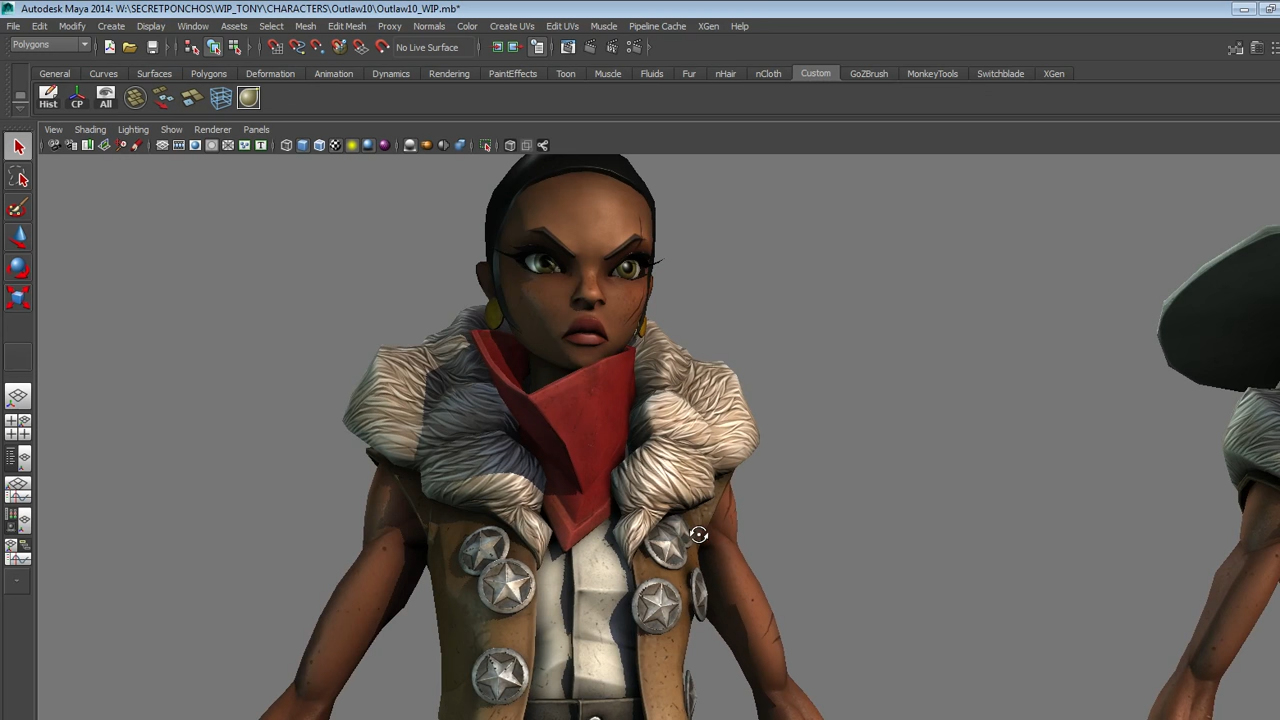 Autodesk Maya 2014: W:\SECRETPONCHOS\WIP_TONY\CHARACTERS\Outlaw10\Outlaw10_WIP.mb*
File Edit Modify Create Display Window Assets Select Mesh Edit Mesh Proxy Normals Color Create UVs Edit UVs Muscle Pipeline Cache XGen Help
Polygons No Live Surface
General Curves Surfaces Polygons Deformation Animation Dynamics Rendering PaintEffects Toon Muscle Fluids Fur nHair nCloth Custom GoZBrush MonkeyTools Switchblade XGen
Hist CP All
View Shading Lighting Show Renderer Panels